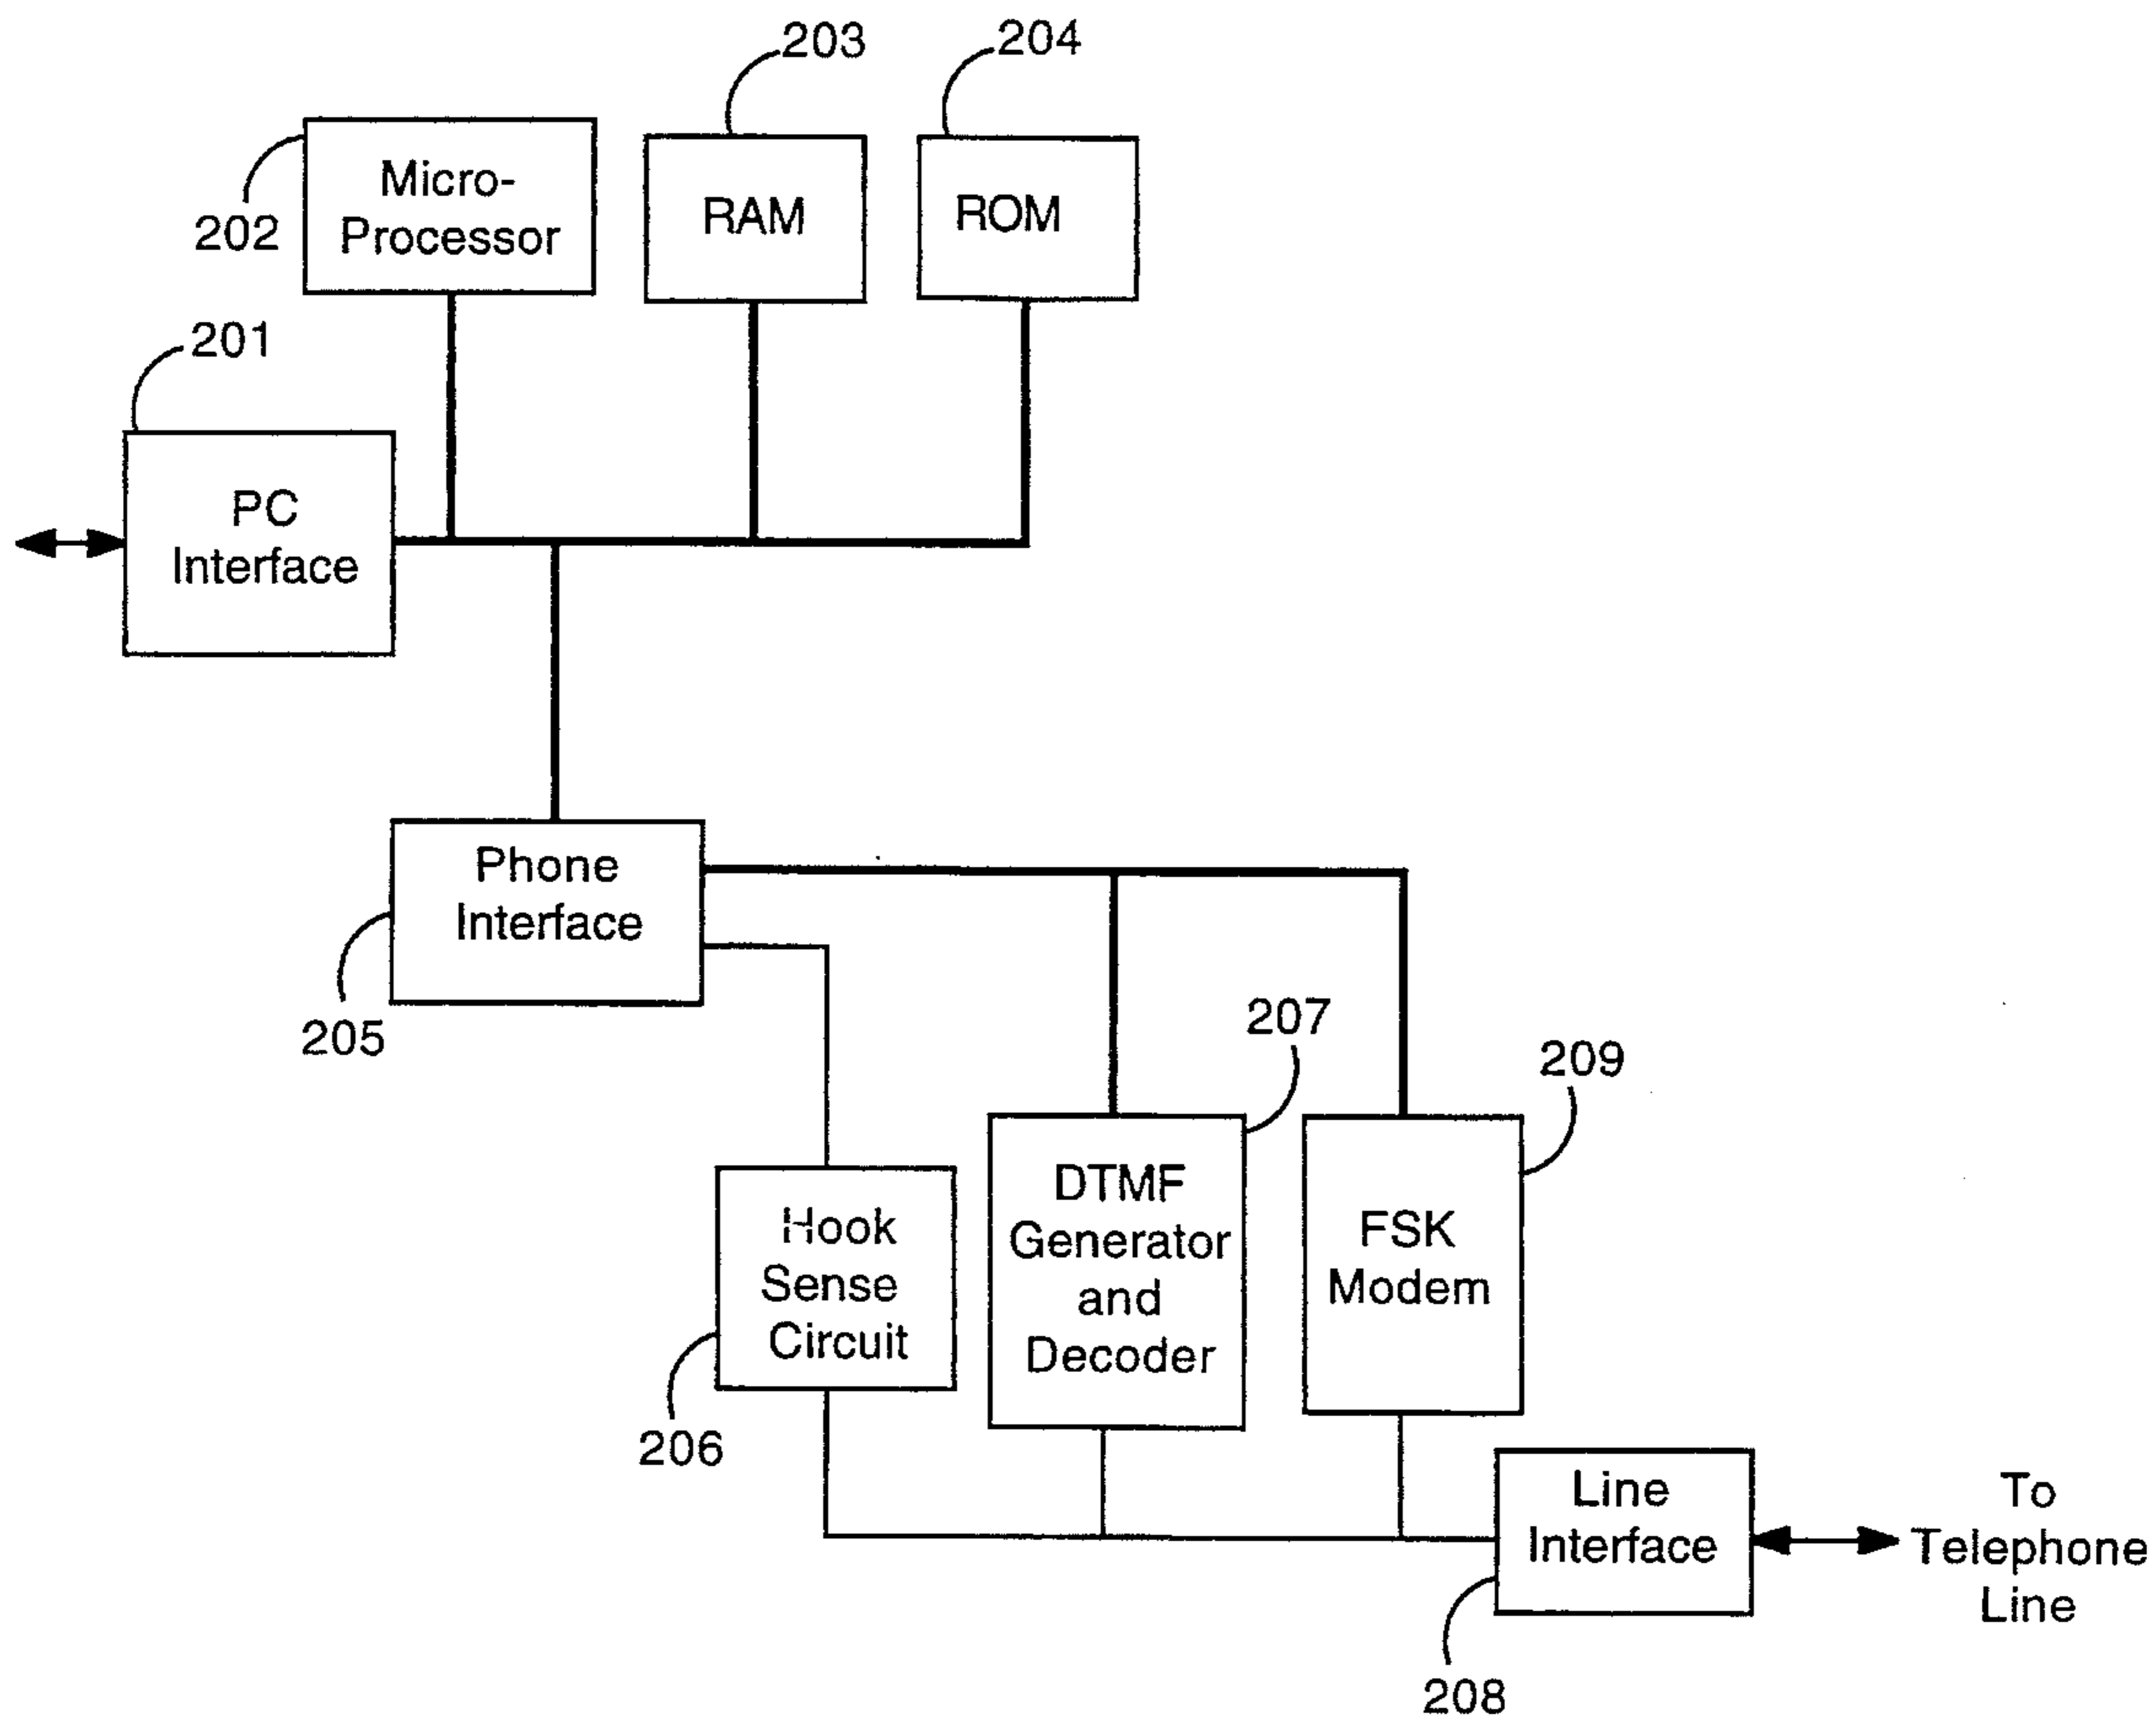 203
204
202
Micro-
Processor
RAM
ROM
201
PC
Interface
Phone
Interface
205
207
209
Hook
Sense
Circuit
206
DTMF
Generator
and
Decoder
FSK
Modem
Line
Interface
208
To
Telephone
Line